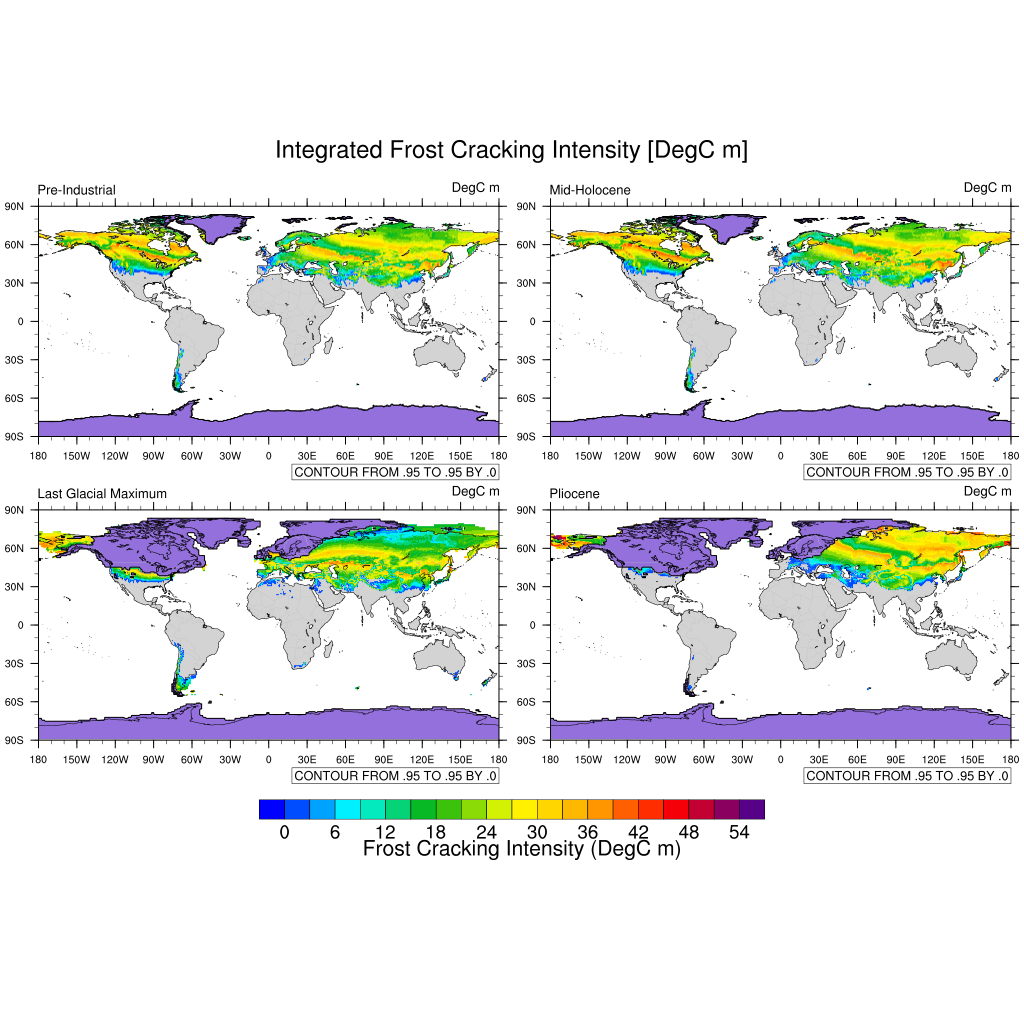 Integrated Frost Cracking Intensity [DegC m]
Pre-Industrial DegC m
90N
60N
30N
0
30S
60S
90S
180 150W 120W 90W 60W 30W 0 30E 60E 90E 120E 150E 180
CONTOUR FROM .95 TO .95 BY .0
Mid-Holocene DegC m
90N
60N
30N
0
30S
60S
90S
180 150W 120W 90W 60W 30W 0 30E 60E 90E 120E 150E 180
CONTOUR FROM .95 TO .95 BY .0
Last Glacial Maximum DegC m
90N
60N
30N
0
30S
60S
90S
180 150W 120W 90W 60W 30W 0 30E 60E 90E 120E 150E 180
CONTOUR FROM .95 TO .95 BY .0
Pliocene DegC m
90N
60N
30N
0
30S
60S
90S
180 150W 120W 90W 60W 30W 0 30E 60E 90E 120E 150E 180
CONTOUR FROM .95 TO .95 BY .0
0 6 12 18 24 30 36 42 48 54
Frost Cracking Intensity (DegC m)